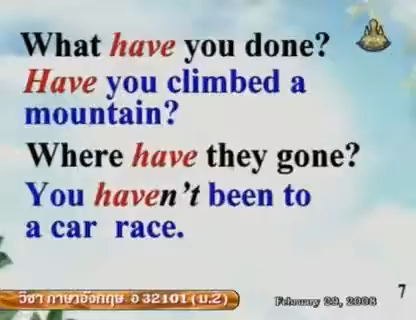 What have you done?
Have you climbed a
mountain?
Where have they gone?
You haven't been to
a car race.
วิชา ภาษาอังกฤษ อ 32101 (ม.2)
February 29, 2008
7